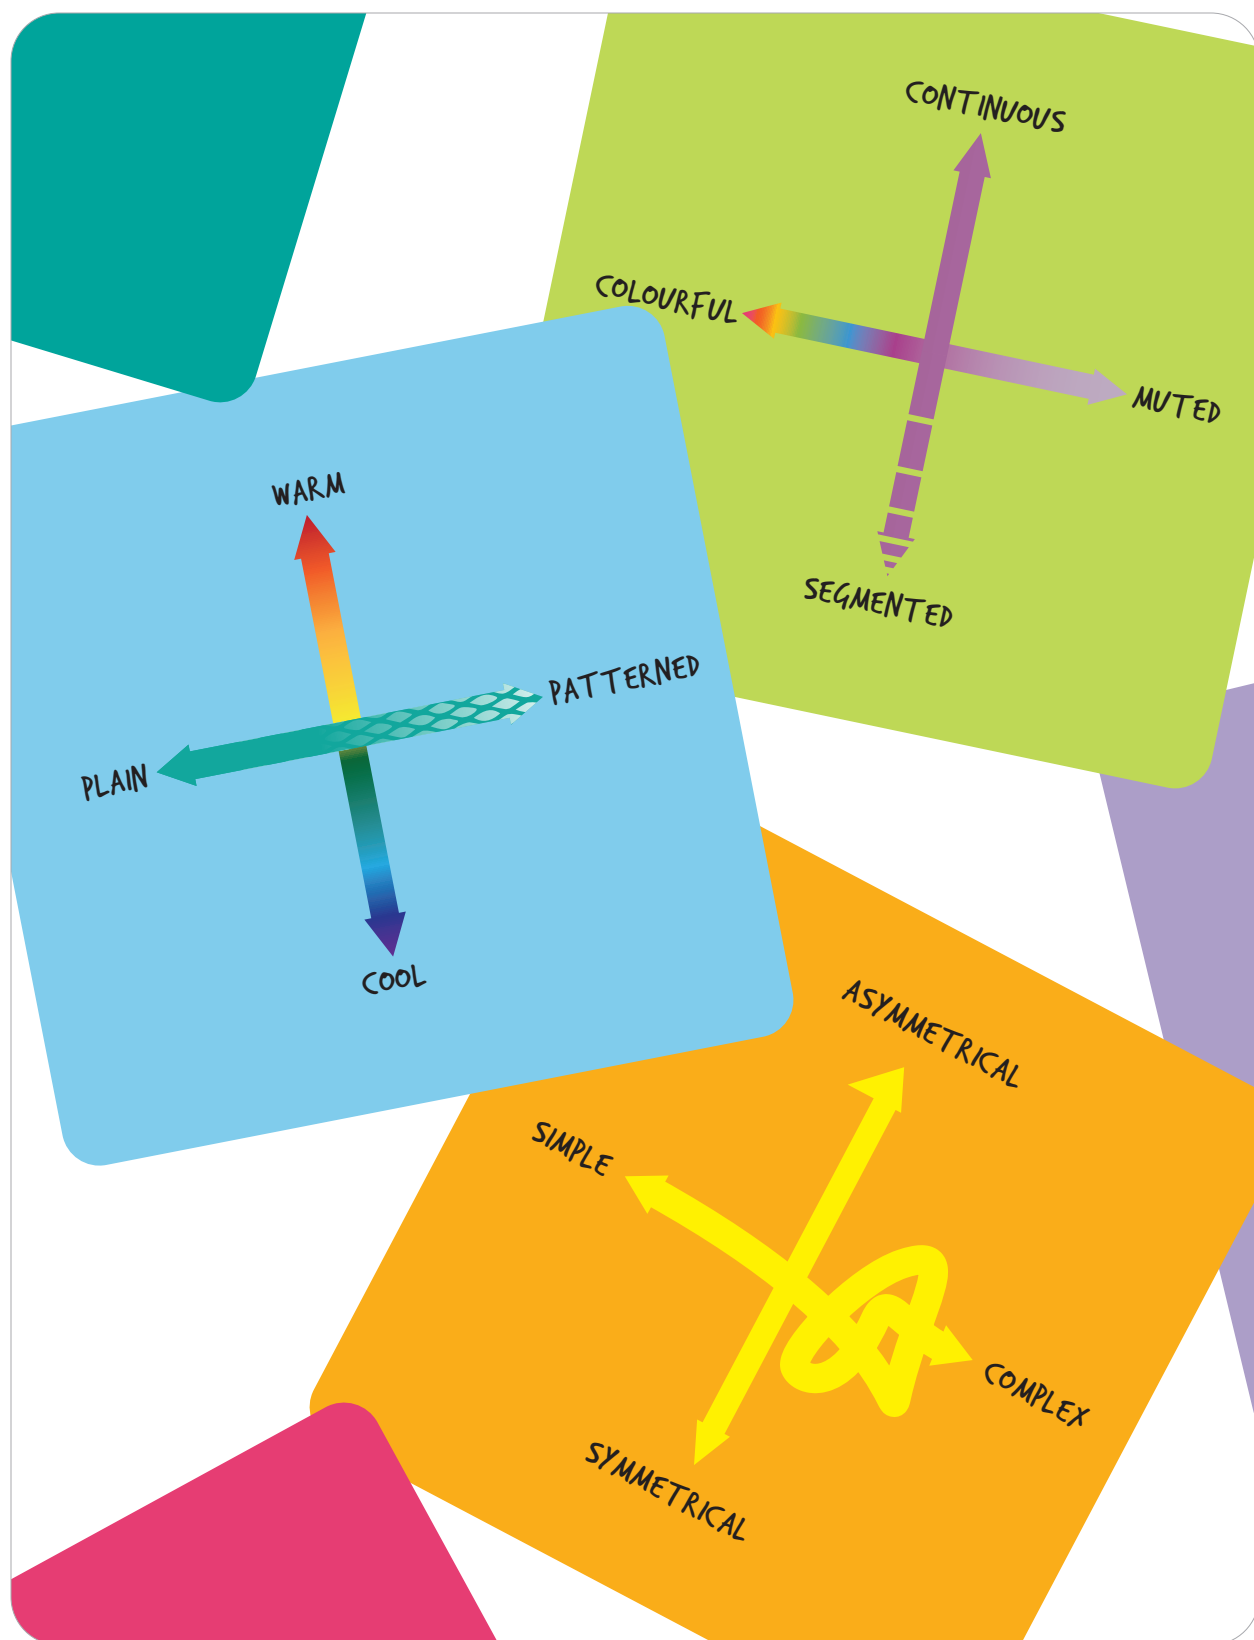 CONTINUOUS
COLOURFUL
MUTED
SEGMENTED
WARM
PATTERNED
PLAIN
COOL
ASYMMETRICAL
SIMPLE
COMPLEX
SYMMETRICAL